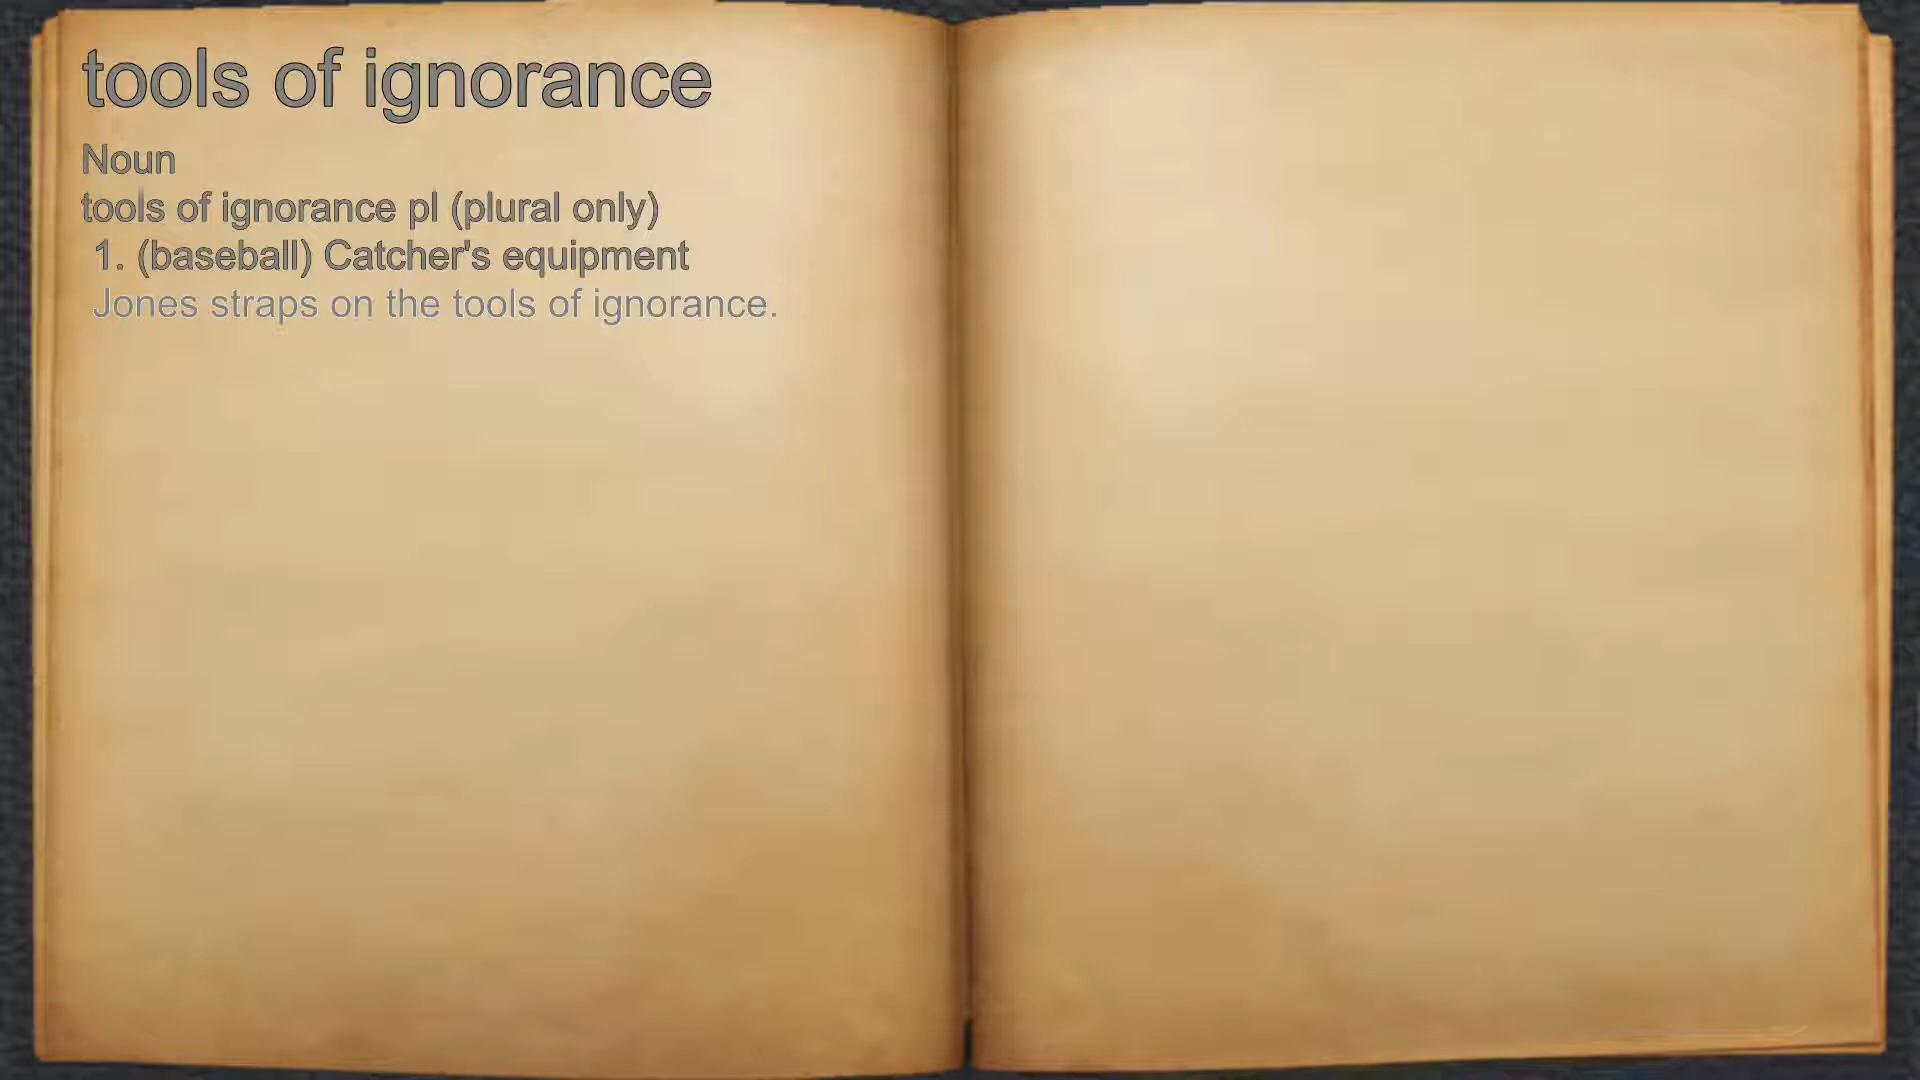 tools of ignorance
Noun
tools of ignorance pl (plural only)
1. (baseball) Catcher's equipment
Jones straps on the tools of ignorance.